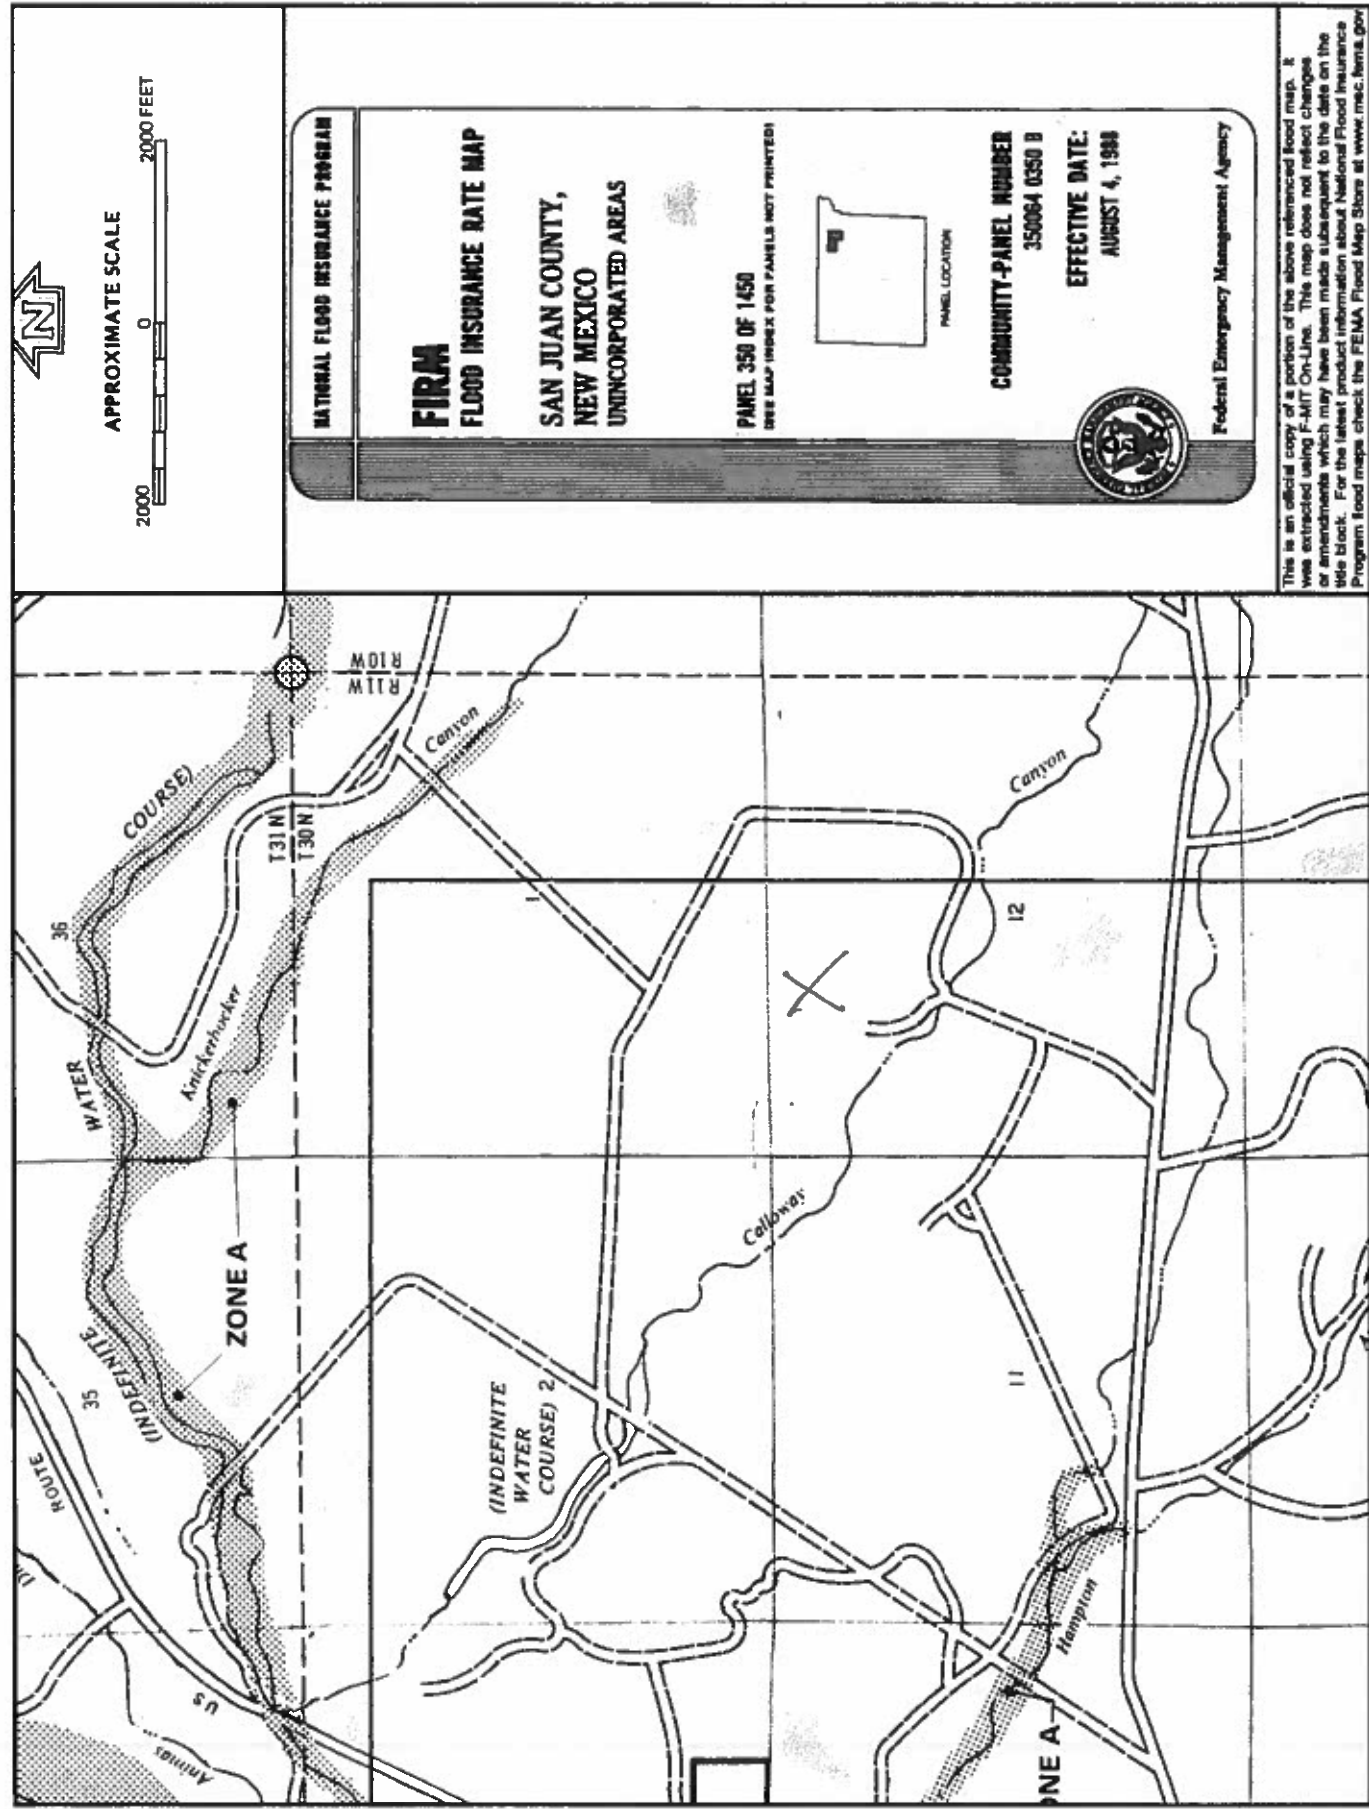 APPROXIMATE SCALE
2000 0 2000 FEET
NATIONAL FLOOD INSURANCE PROGRAM
FIRM
FLOOD INSURANCE RATE MAP
SAN JUAN COUNTY,
NEW MEXICO
UNINCORPORATED AREAS
PANEL 350 OF 1450
(SEE MAP INDEX FOR PANELS NOT PRINTED)
PANEL LOCATION
COMMUNITY-PANEL NUMBER
350064 0350 B
EFFECTIVE DATE:
AUGUST 4, 1988
Federal Emergency Management Agency
This is an official copy of a portion of the above referenced flood map. It
was extracted using F-MIT On-Line. This map does not reflect changes
or amendments which may have been made subsequent to the date on the
title block. For the latest product information about National Flood Insurance
Program flood maps check the FEMA Flood Map Store at www.msc.fema.gov
N
ROUTE
US
Animas
35
36
(INDEFINITE
WATER
COURSE)
ZONE A
Knickerbocker
Canyon
T31N
T30N
R10W
R11W
1
(INDEFINITE
WATER
COURSE) 2
Calloway
Canyon
11
12
Hampton
ONE A
X